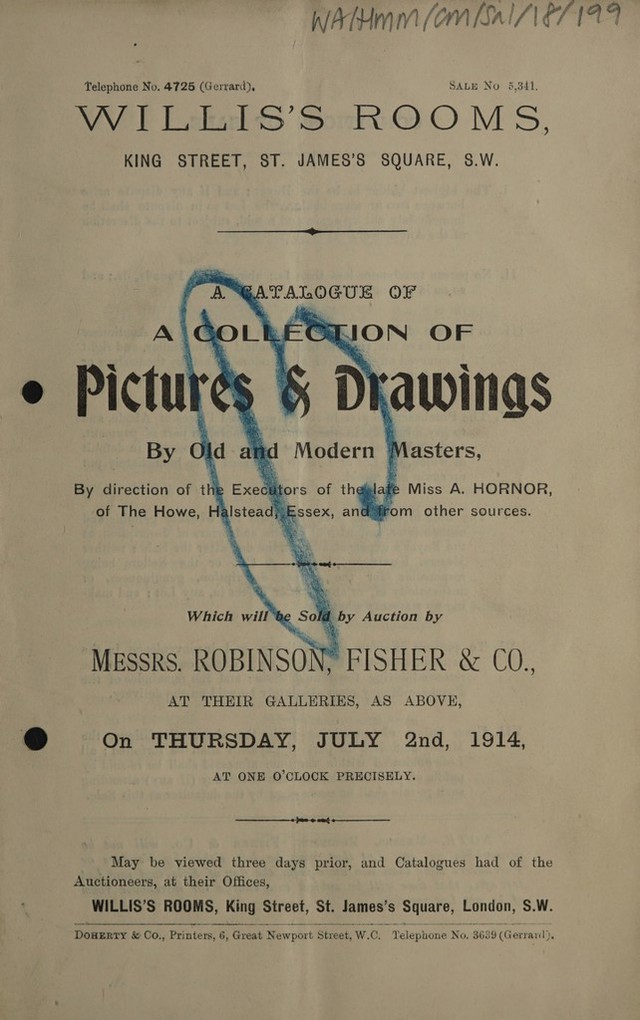 WA/HMM/CM/Sal/18/199
Telephone No. 4725 (Gerrard). SALE No 5,341.
WILLIS'S ROOMS,
KING STREET, ST. JAMES'S SQUARE, S.W.
A CATALOGUE OF
A COLLECTION OF
Pictures & Drawings
By Old and Modern Masters,
By direction of the Executors of the late Miss A. HORNOR,
of The Howe, Halstead, Essex, and from other sources.
Which will be Sold by Auction by
MESSRS. ROBINSON, FISHER & CO.,
AT THEIR GALLERIES, AS ABOVE,
On THURSDAY, JULY 2nd, 1914,
AT ONE O'CLOCK PRECISELY.
May be viewed three days prior, and Catalogues had of the
Auctioneers, at their Offices,
WILLIS'S ROOMS, King Street, St. James's Square, London, S.W.
DOHERTY & CO., Printers, 6, Great Newport Street, W.C. Telephone No. 3639 (Gerrard).